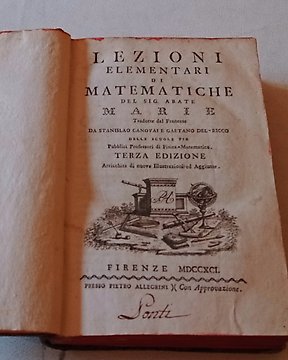 LEZIONI
ELEMENTARI
DI
MATEMATICHE
DEL SIG. ABATE
MARIE
Tradotte dal Francese
DA STANISLAO CANOVAI E GAETANO DEL-RICCO
DELLE SCUOLE PIE
Pubblici Professori di Fisica-Matematica.
TERZA EDIZIONE
Arricchita di nuove Illustrazioni ed Aggiunte.
FIRENZE MDCCXCI.
PRESSO PIETRO ALLEGRINI )( Con Approvazione.
Ponti